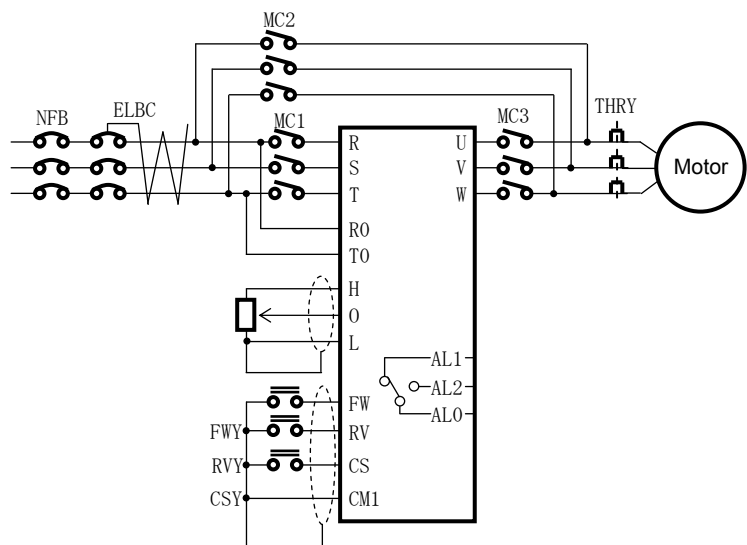 MC2
NFB ELBC MC1 MC3 THRY
R U
S V
T W
Motor
R0
T0
H
O
L
AL1
AL2
AL0
FW
FWY RV
RVY CS
CSY CM1